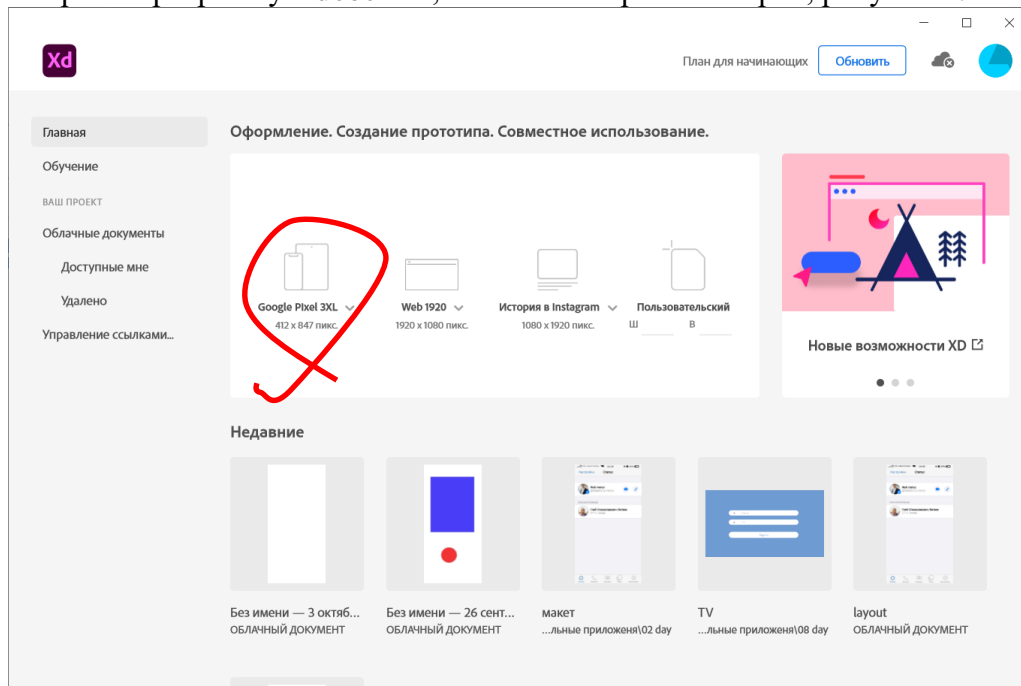 Xd
План для начинающих
Обновить
Главная
Обучение
ВАШ ПРОЕКТ
Облачные документы
Доступные мне
Удалено
Управление ссылками...
Оформление. Создание прототипа. Совместное использование.
Google Pixel 3XL
412 x 847 пикс.
Web 1920
1920 x 1080 пикс.
История в Instagram
1080 x 1920 пикс.
Пользовательский
Ш В
Новые возможности XD
Недавние
Без имени — 3 октяб...
ОБЛАЧНЫЙ ДОКУМЕНТ
Без имени — 26 сент...
ОБЛАЧНЫЙ ДОКУМЕНТ
макет
...льные приложеня\02 day
TV
...льные приложеня\08 day
layout
ОБЛАЧНЫЙ ДОКУМЕНТ